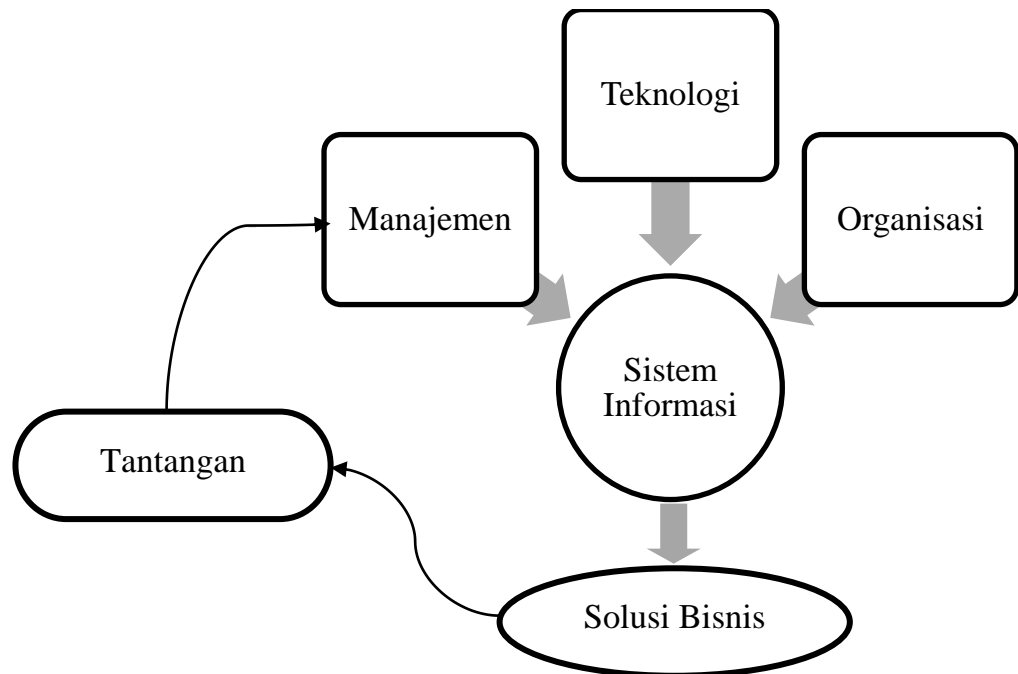 Teknologi
Manajemen
Organisasi
Sistem
Informasi
Tantangan
Solusi Bisnis